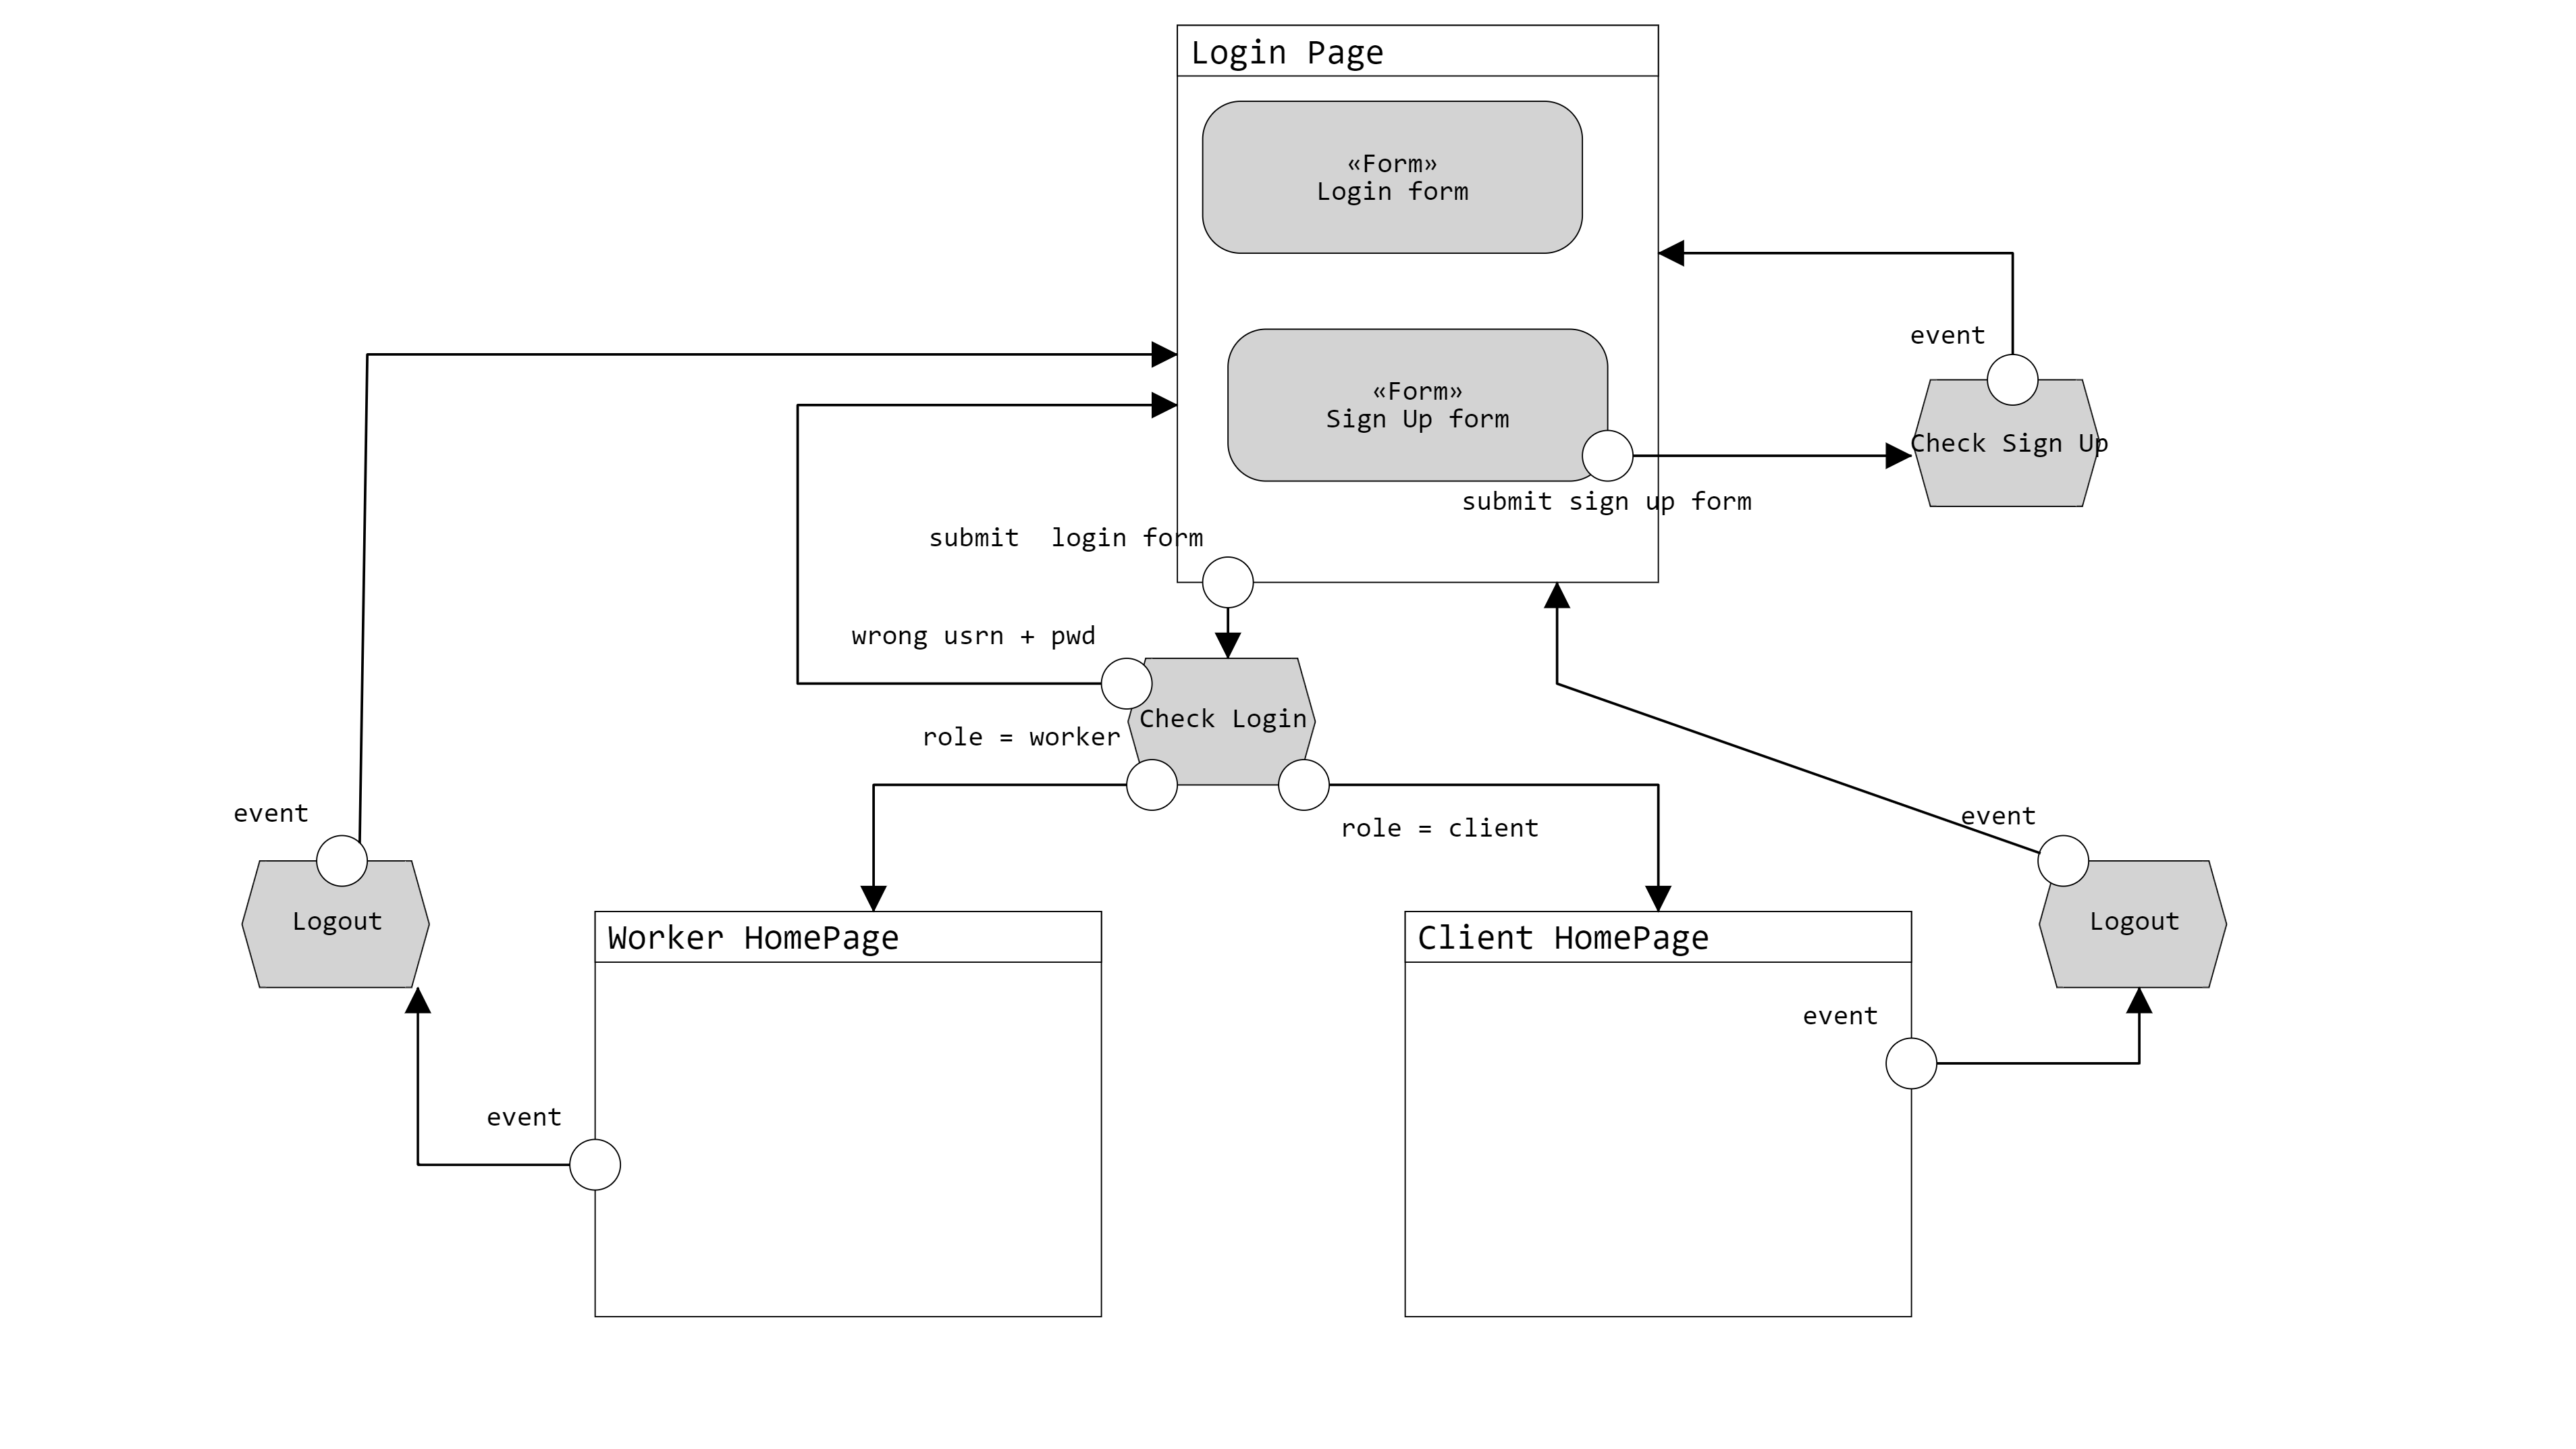 Login Page
«Form»
Login form
event
«Form»
Sign Up form
Check Sign Up
submit sign up form
submit  login form
wrong usrn + pwd
Check Login
role = worker
event
role = client
event
Logout
Worker HomePage
Client HomePage
Logout
event
event